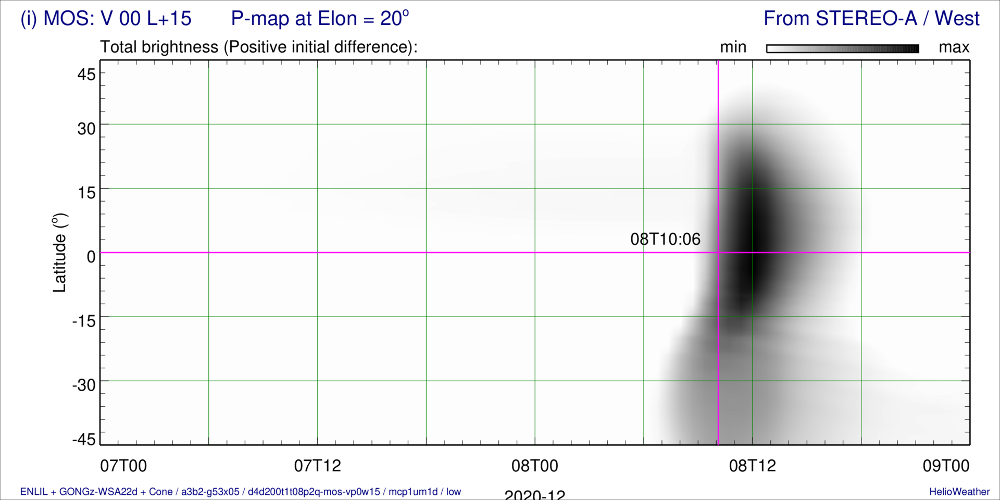 (i) MOS: V 00 L+15 P-map at Elon = 20° From STEREO-A / West
Total brightness (Positive initial difference): min max
45
30
15
0
-15
-30
-45
Latitude (°)
08T10:06
07T00 07T12 08T00 08T12 09T00
2020-12
ENLIL + GONGz-WSA22d + Cone / a3b2-g53x05 / d4d200t1t08p2q-mos-vp0w15 / mcp1um1d / low HelioWeather